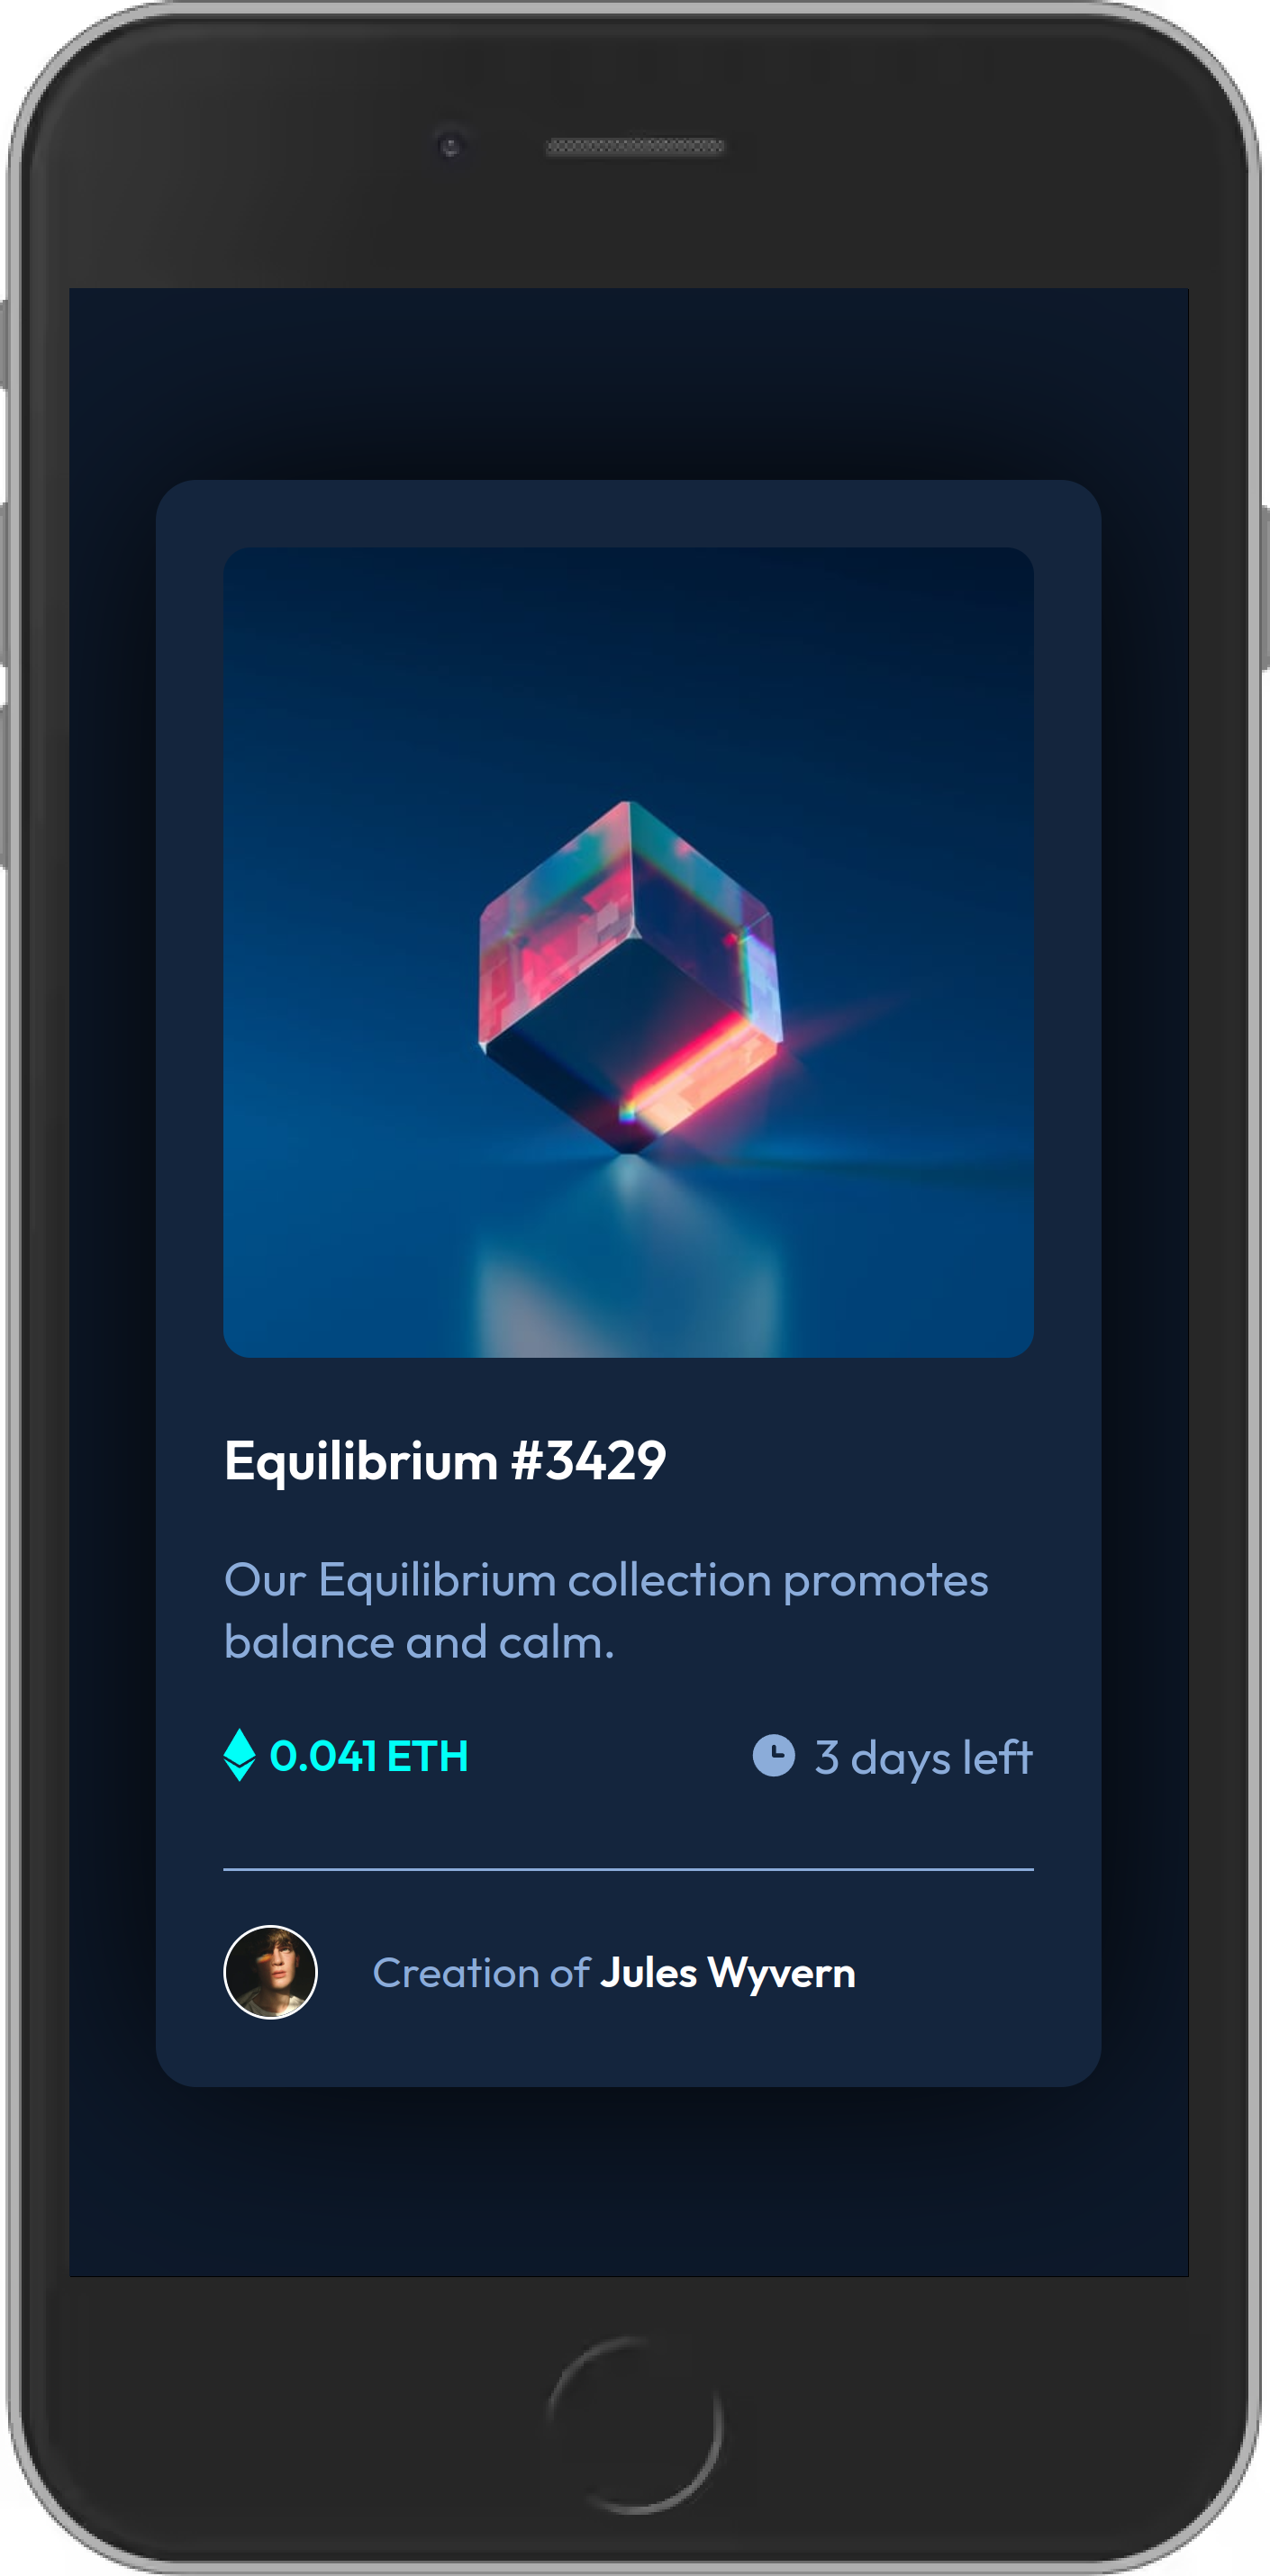 Equilibrium #3429
Our Equilibrium collection promotes
balance and calm.
0.041 ETH
3 days left
Creation of Jules Wyvern